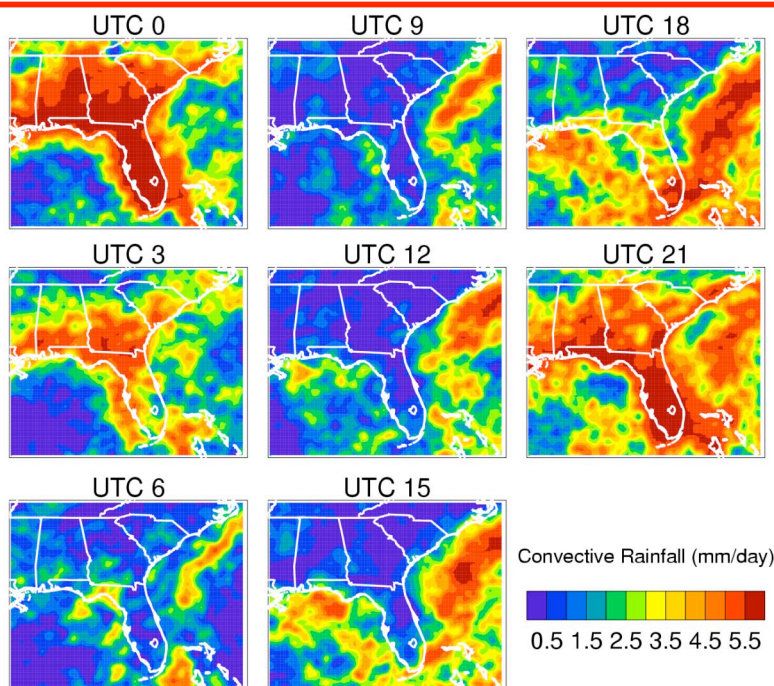 UTC 0
UTC 9
UTC 18
UTC 3
UTC 12
UTC 21
UTC 6
UTC 15
Convective Rainfall (mm/day)
0.5 1.5 2.5 3.5 4.5 5.5